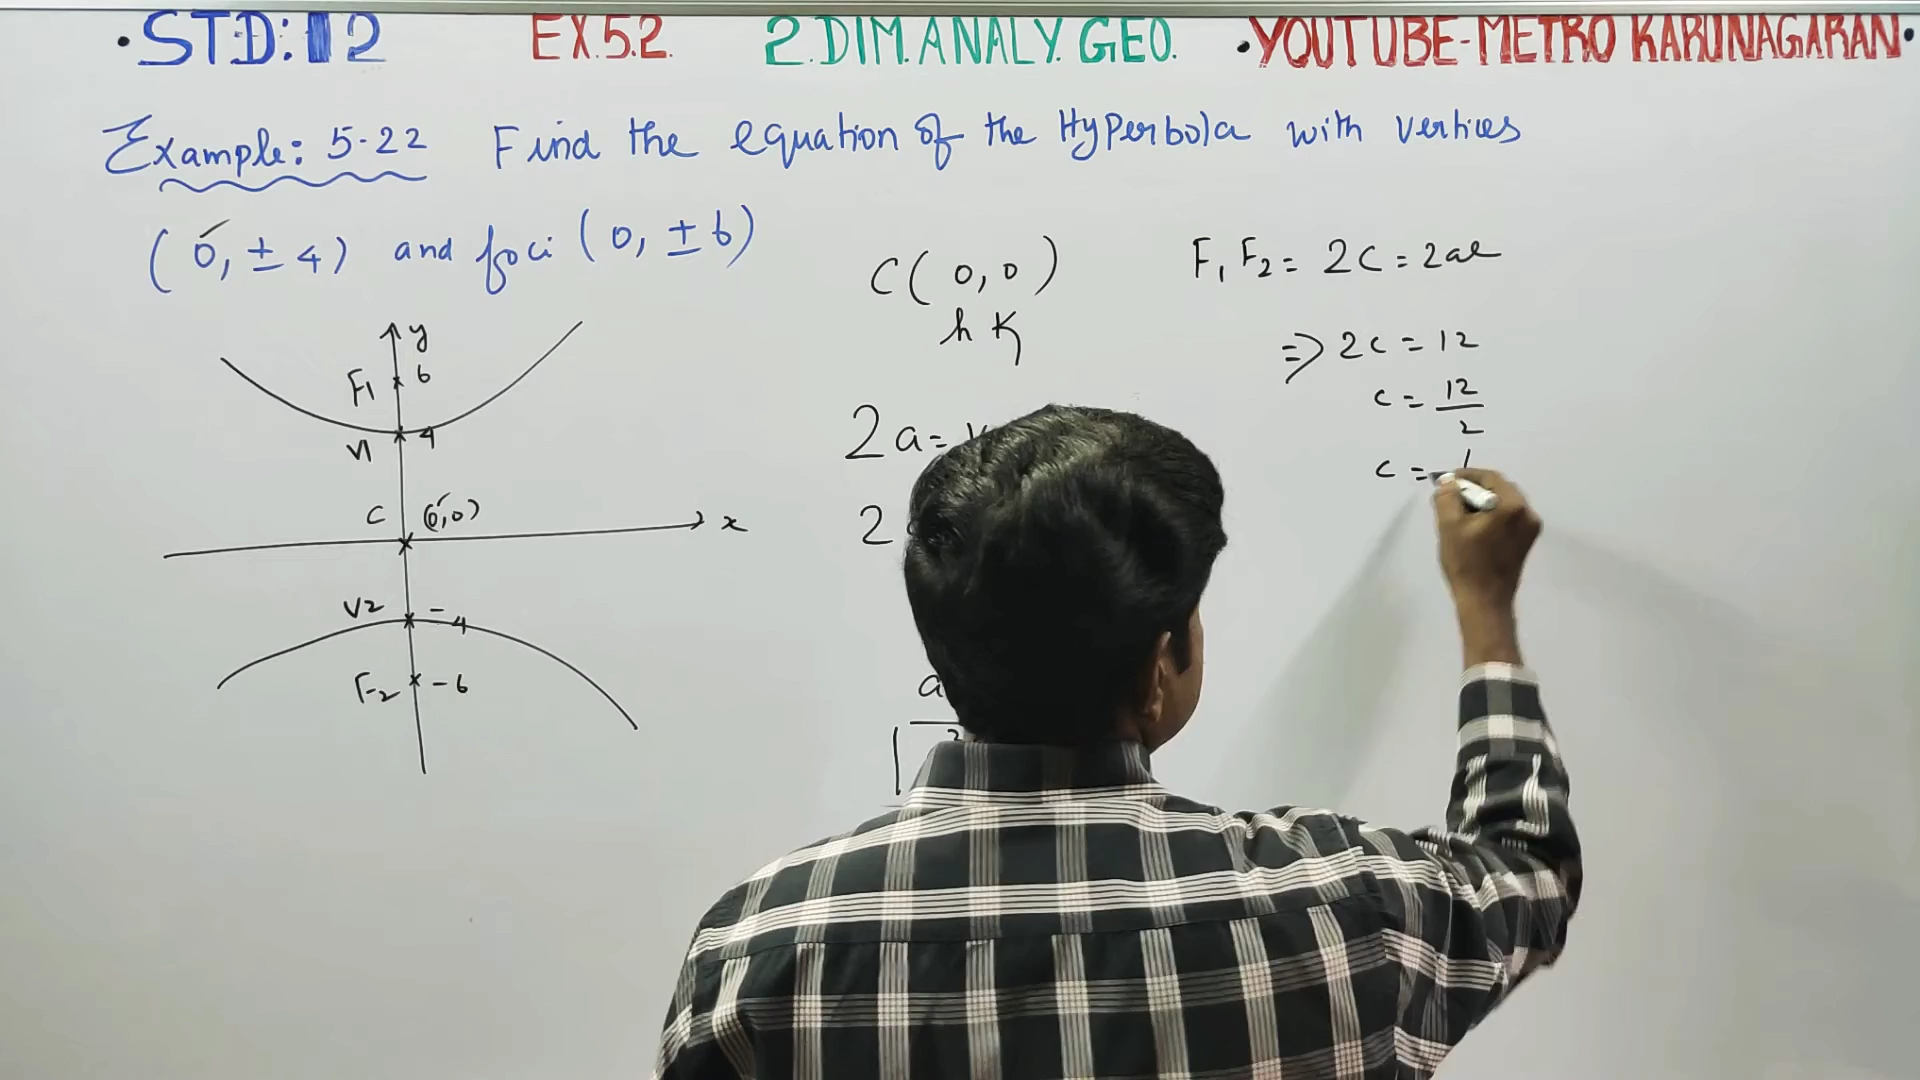 •STD:12 EX.5.2. 2.DIM.ANALY.GEO. •YOUTUBE-METRO KARUNAGARAN•
Example: 5.22 Find the equation of the Hyperbola with vertices
(0, ± 4) and foci (0, ± 6)
C(0,0)
h K
F1 F2 = 2C = 2ae
⇒ 2c = 12
c = 12/2
c =
2a =
2
a
2
y
F1 6
V1 4
C (0,0)
x
V2 -4
F2 -6